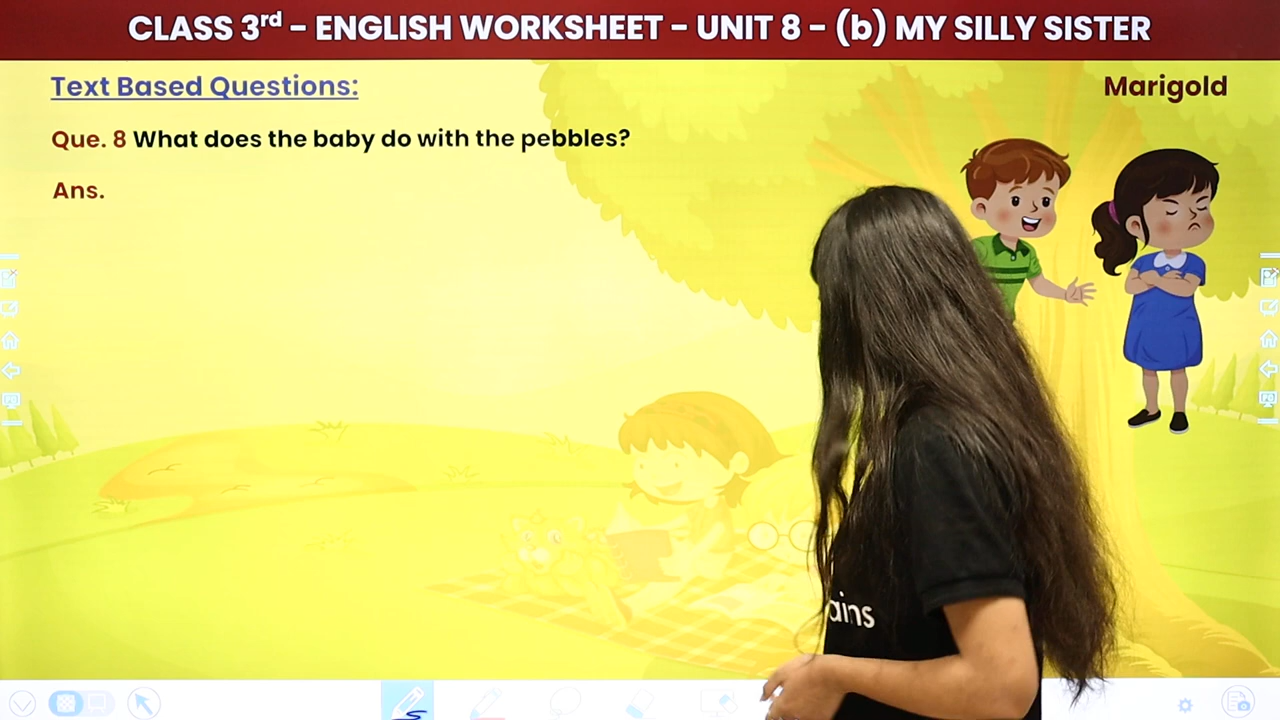 CLASS 3rd - ENGLISH WORKSHEET - UNIT 8 - (b) MY SILLY SISTER
Text Based Questions:
Marigold
Que. 8 What does the baby do with the pebbles?
Ans.
ains